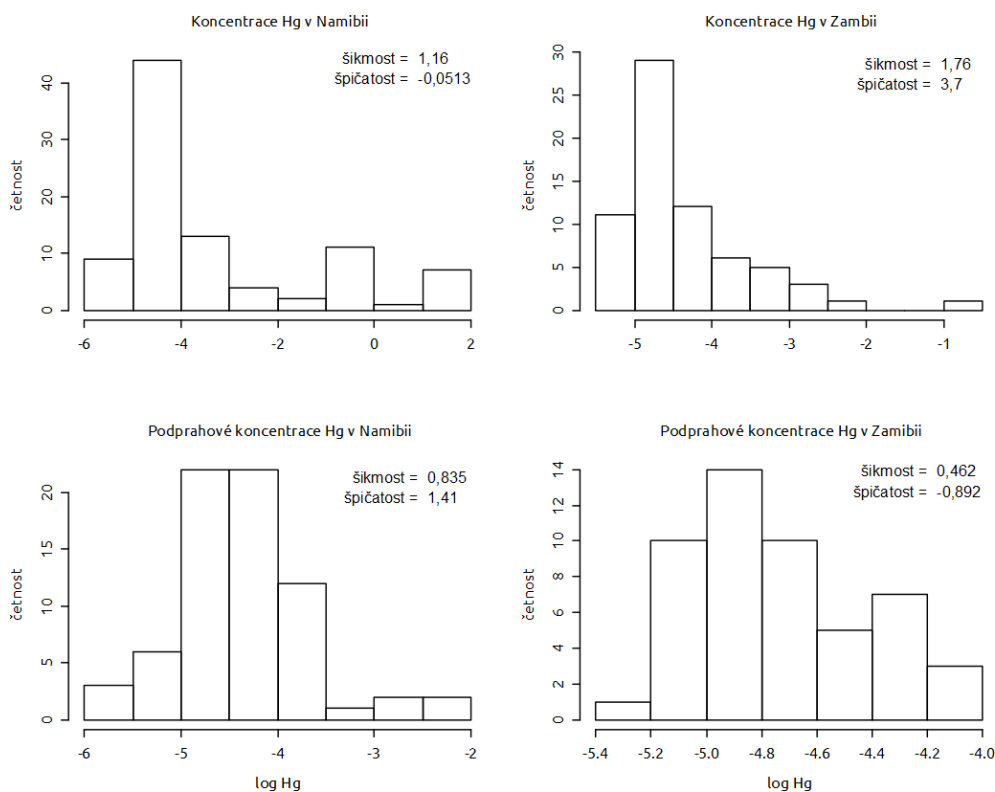 Koncentrace Hg v Namibii
šikmost = 1,16
špičatost = -0,0513
četnost
0 10 20 30 40
-6 -4 -2 0 2
Koncentrace Hg v Zambii
šikmost = 1,76
špičatost = 3,7
četnost
0 5 10 15 20 25 30
-5 -4 -3 -2 -1
Podprahové koncentrace Hg v Namibii
šikmost = 0,835
špičatost = 1,41
četnost
0 5 10 15 20
-6 -5 -4 -3 -2
log Hg
Podprahové koncentrace Hg v Zamibii
šikmost = 0,462
špičatost = -0,892
četnost
0 2 4 6 8 10 12 14
-5.4 -5.2 -5.0 -4.8 -4.6 -4.4 -4.2 -4.0
log Hg